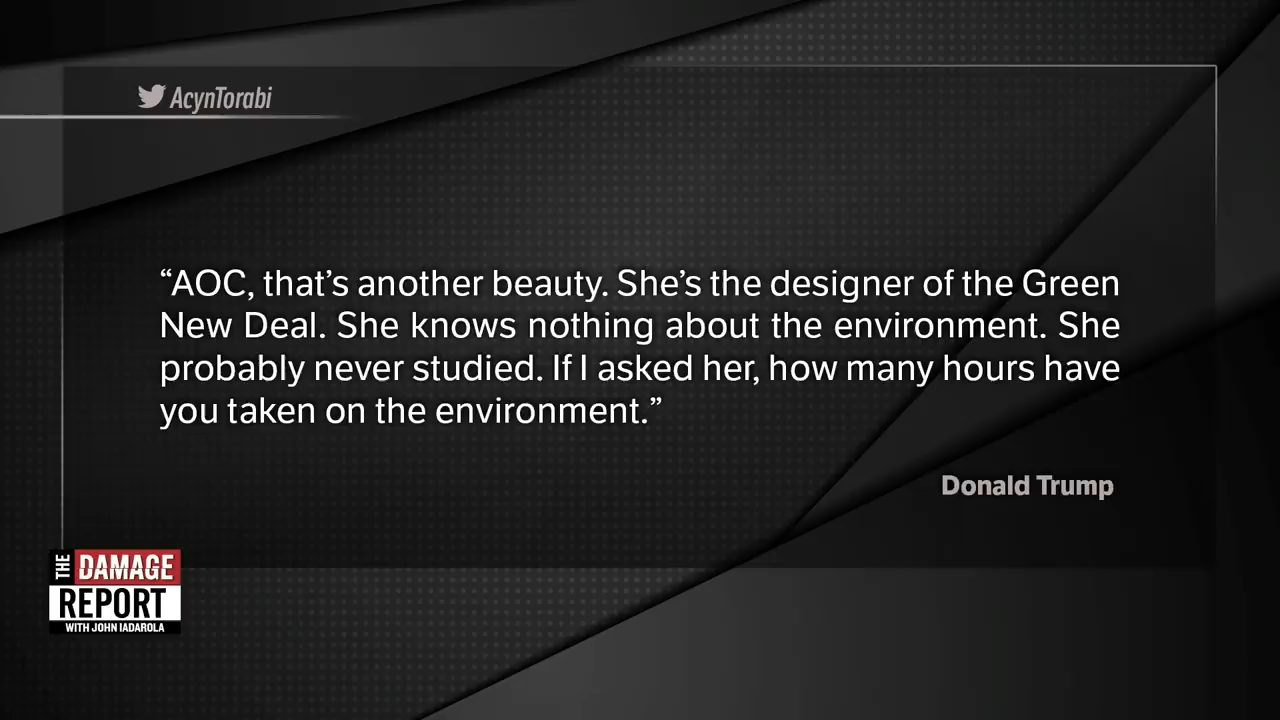 AcynTorabi
“AOC, that’s another beauty. She’s the designer of the Green
New Deal. She knows nothing about the environment. She
probably never studied. If I asked her, how many hours have
you taken on the environment.”
Donald Trump
THE DAMAGE
REPORT
WITH JOHN IADAROLA